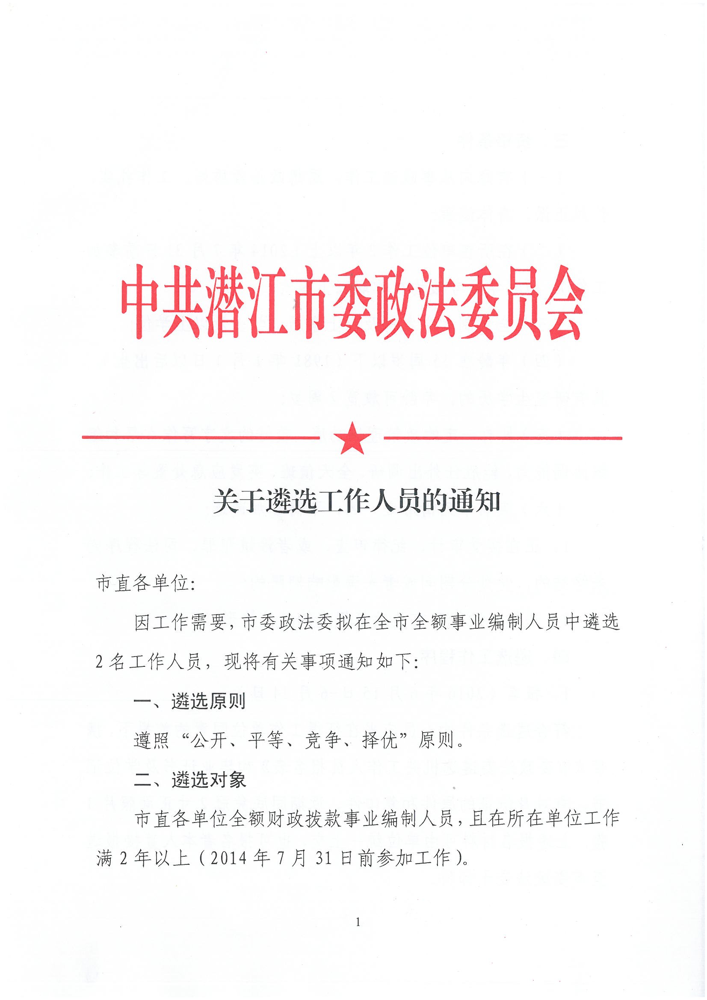 中共潜江市委政法委员会
关于遴选工作人员的通知
市直各单位:
因工作需要,市委政法委拟在全市全额事业编制人员中遴选
2名工作人员，现将有关事项通知如下:
一、遴选原则
遵照“公开、平等、竞争、择优”原则。
二、遴选对象
市直各单位全额财政拨款事业编制人员,且在所在单位工作
满2年以上(2014年7月31日前参加工作)。
1